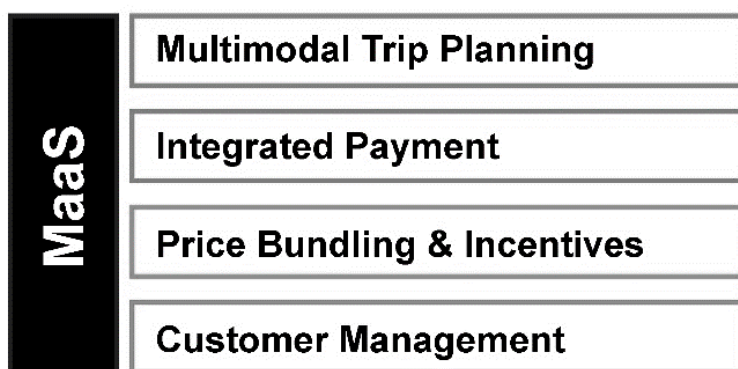 MaaS
Multimodal Trip Planning
Integrated Payment
Price Bundling & Incentives
Customer Management